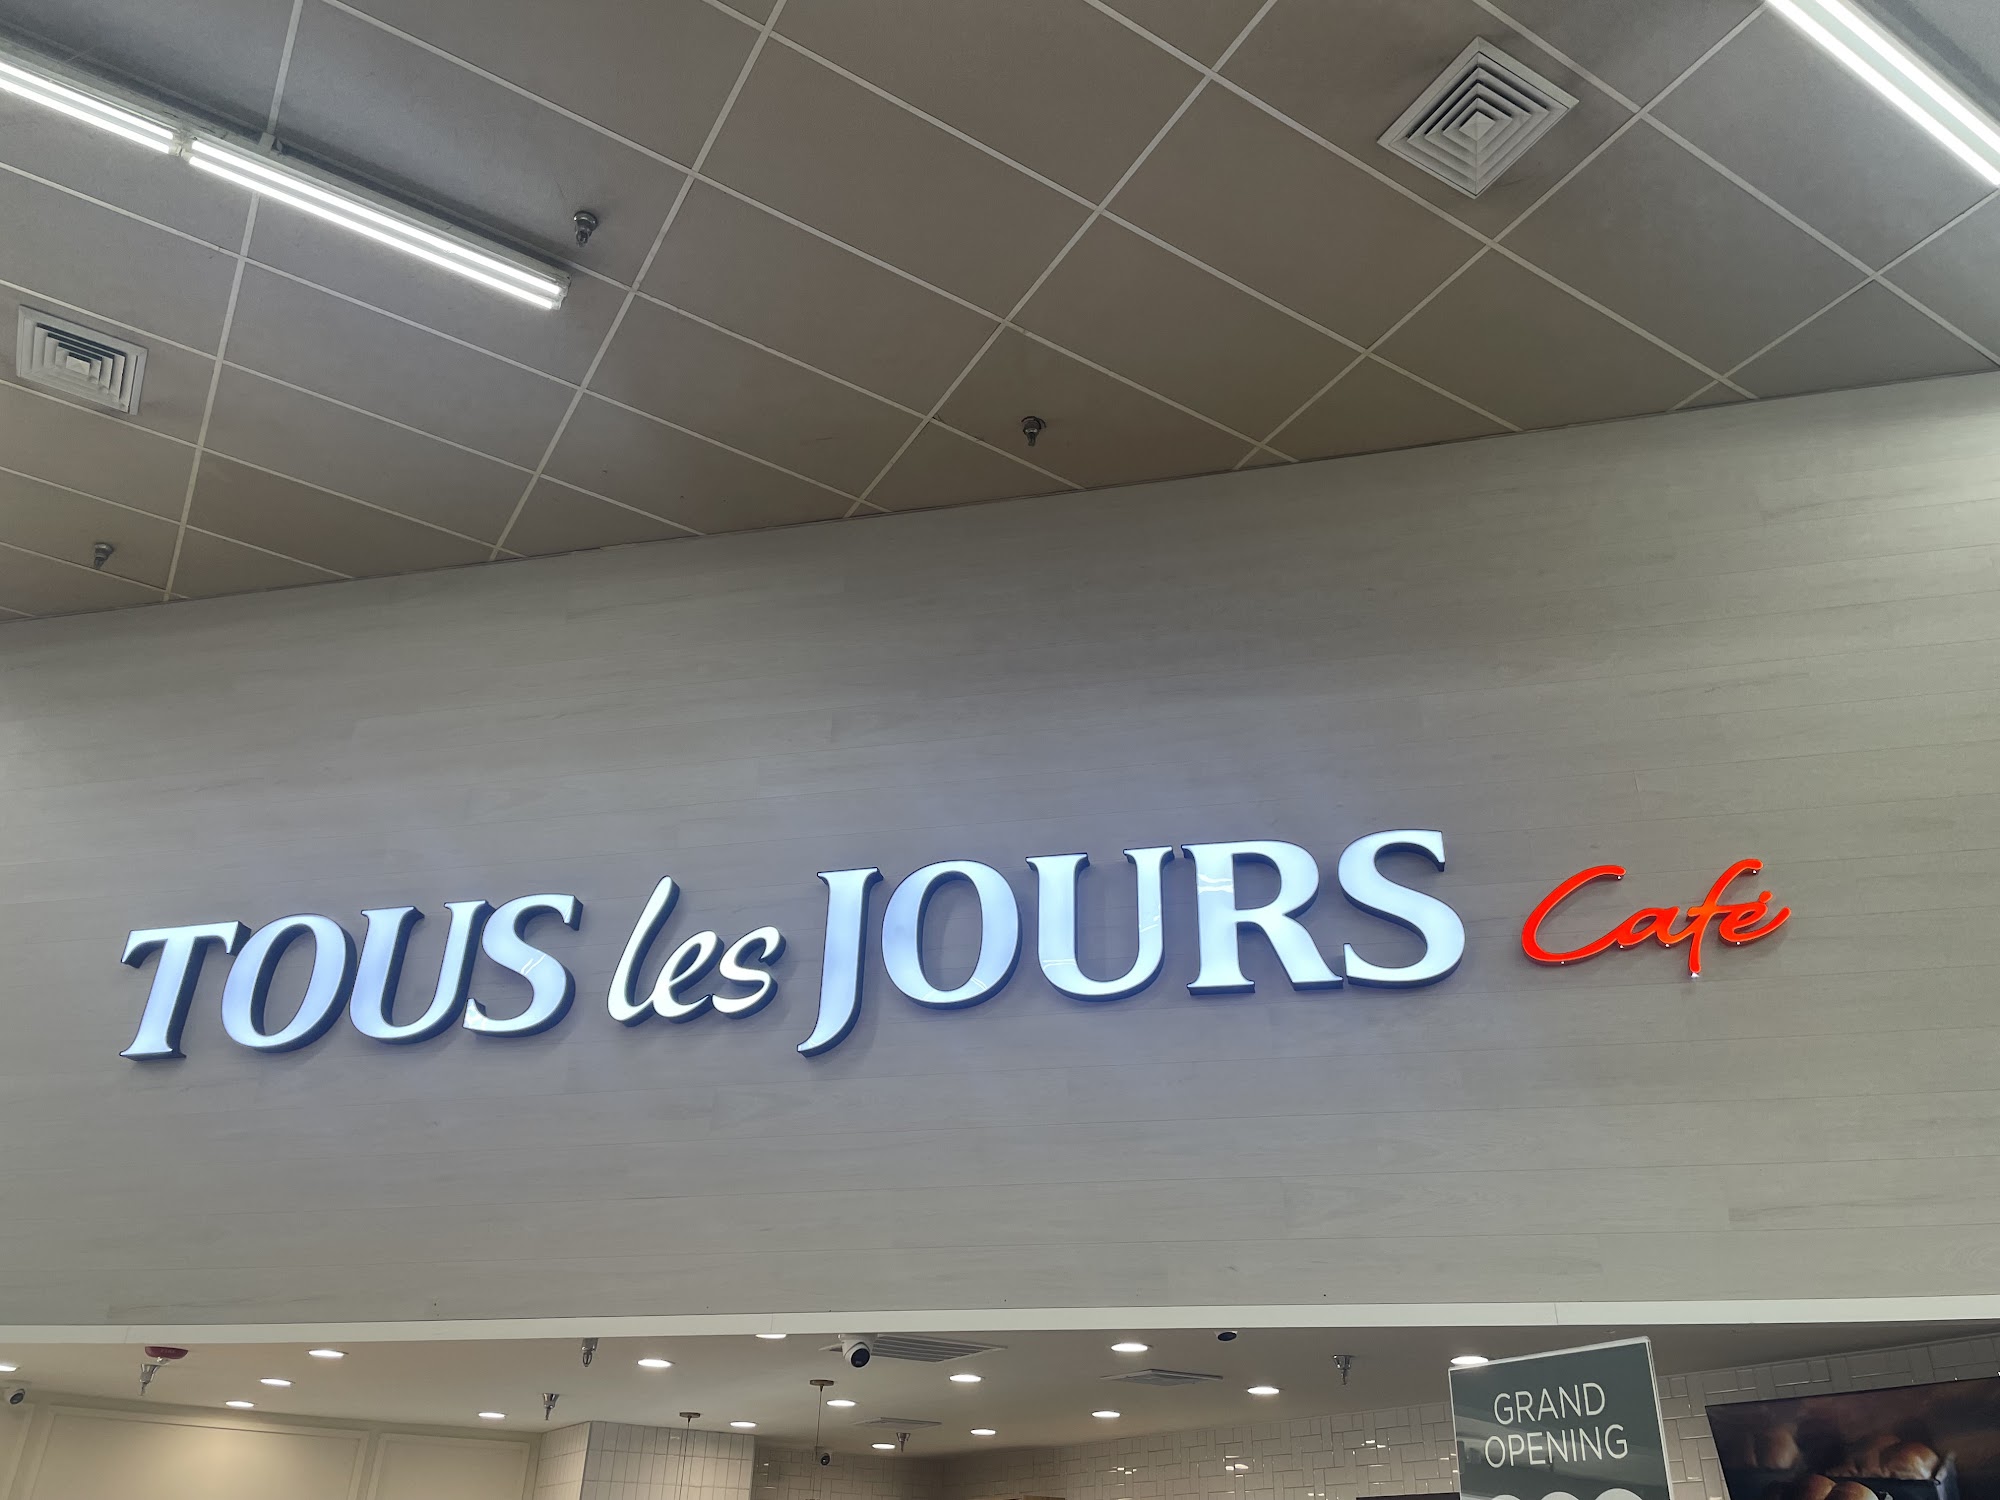 TOUS les JOURS Café
GRAND
OPENING